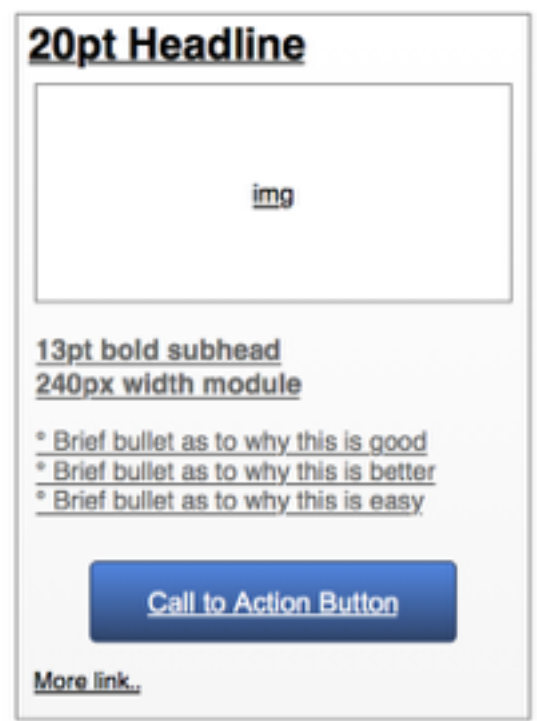 20pt Headline
img
13pt bold subhead
240px width module
° Brief bullet as to why this is good
° Brief bullet as to why this is better
° Brief bullet as to why this is easy
Call to Action Button
More link..